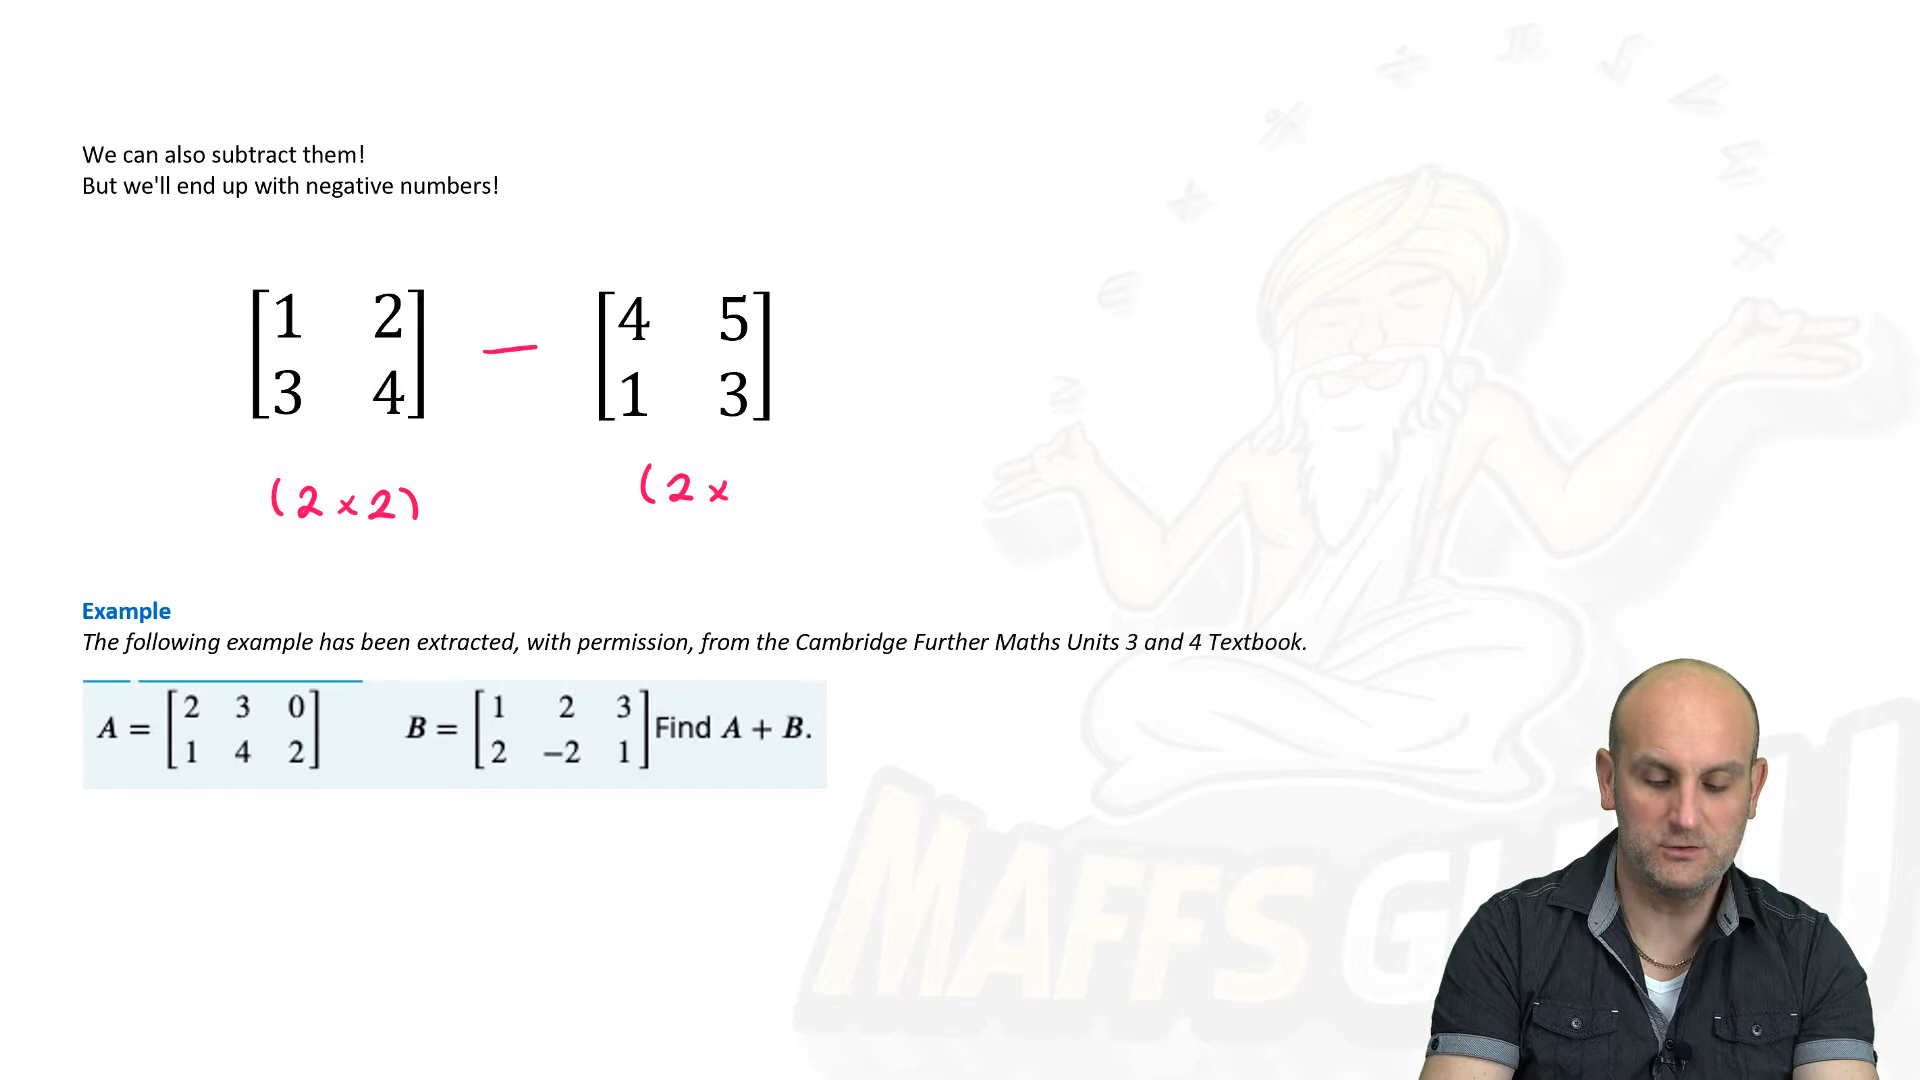 We can also subtract them!
But we'll end up with negative numbers!
[1 2] — [4 5]
[3 4] [1 3]
(2 × 2) (2 ×
Example
The following example has been extracted, with permission, from the Cambridge Further Maths Units 3 and 4 Textbook.
A = [2 3 0] B = [1 2 3] Find A + B.
[1 4 2] [2 −2 1]
MAFFS